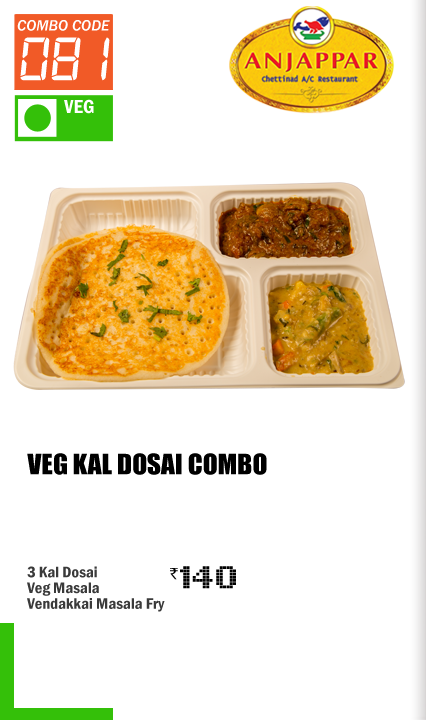 COMBO CODE
081
VEG
ANJAPPAR
Chettinad A/C Restaurant
VEG KAL DOSAI COMBO
3 Kal Dosai
Veg Masala
Vendakkai Masala Fry
₹140